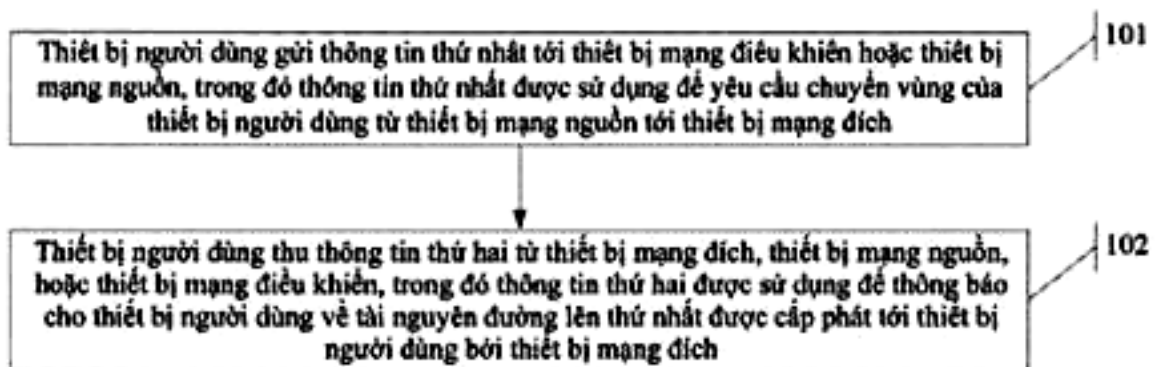 Thiết bị người dùng gửi thông tin thứ nhất tới thiết bị mạng điều khiển hoặc thiết bị
mạng nguồn, trong đó thông tin thứ nhất được sử dụng để yêu cầu chuyển vùng của
thiết bị người dùng từ thiết bị mạng nguồn tới thiết bị mạng đích
101
Thiết bị người dùng thu thông tin thứ hai từ thiết bị mạng đích, thiết bị mạng nguồn,
hoặc thiết bị mạng điều khiển, trong đó thông tin thứ hai được sử dụng để thông báo
cho thiết bị người dùng về tài nguyên đường lên thứ nhất được cấp phát tới thiết bị
người dùng bởi thiết bị mạng đích
102